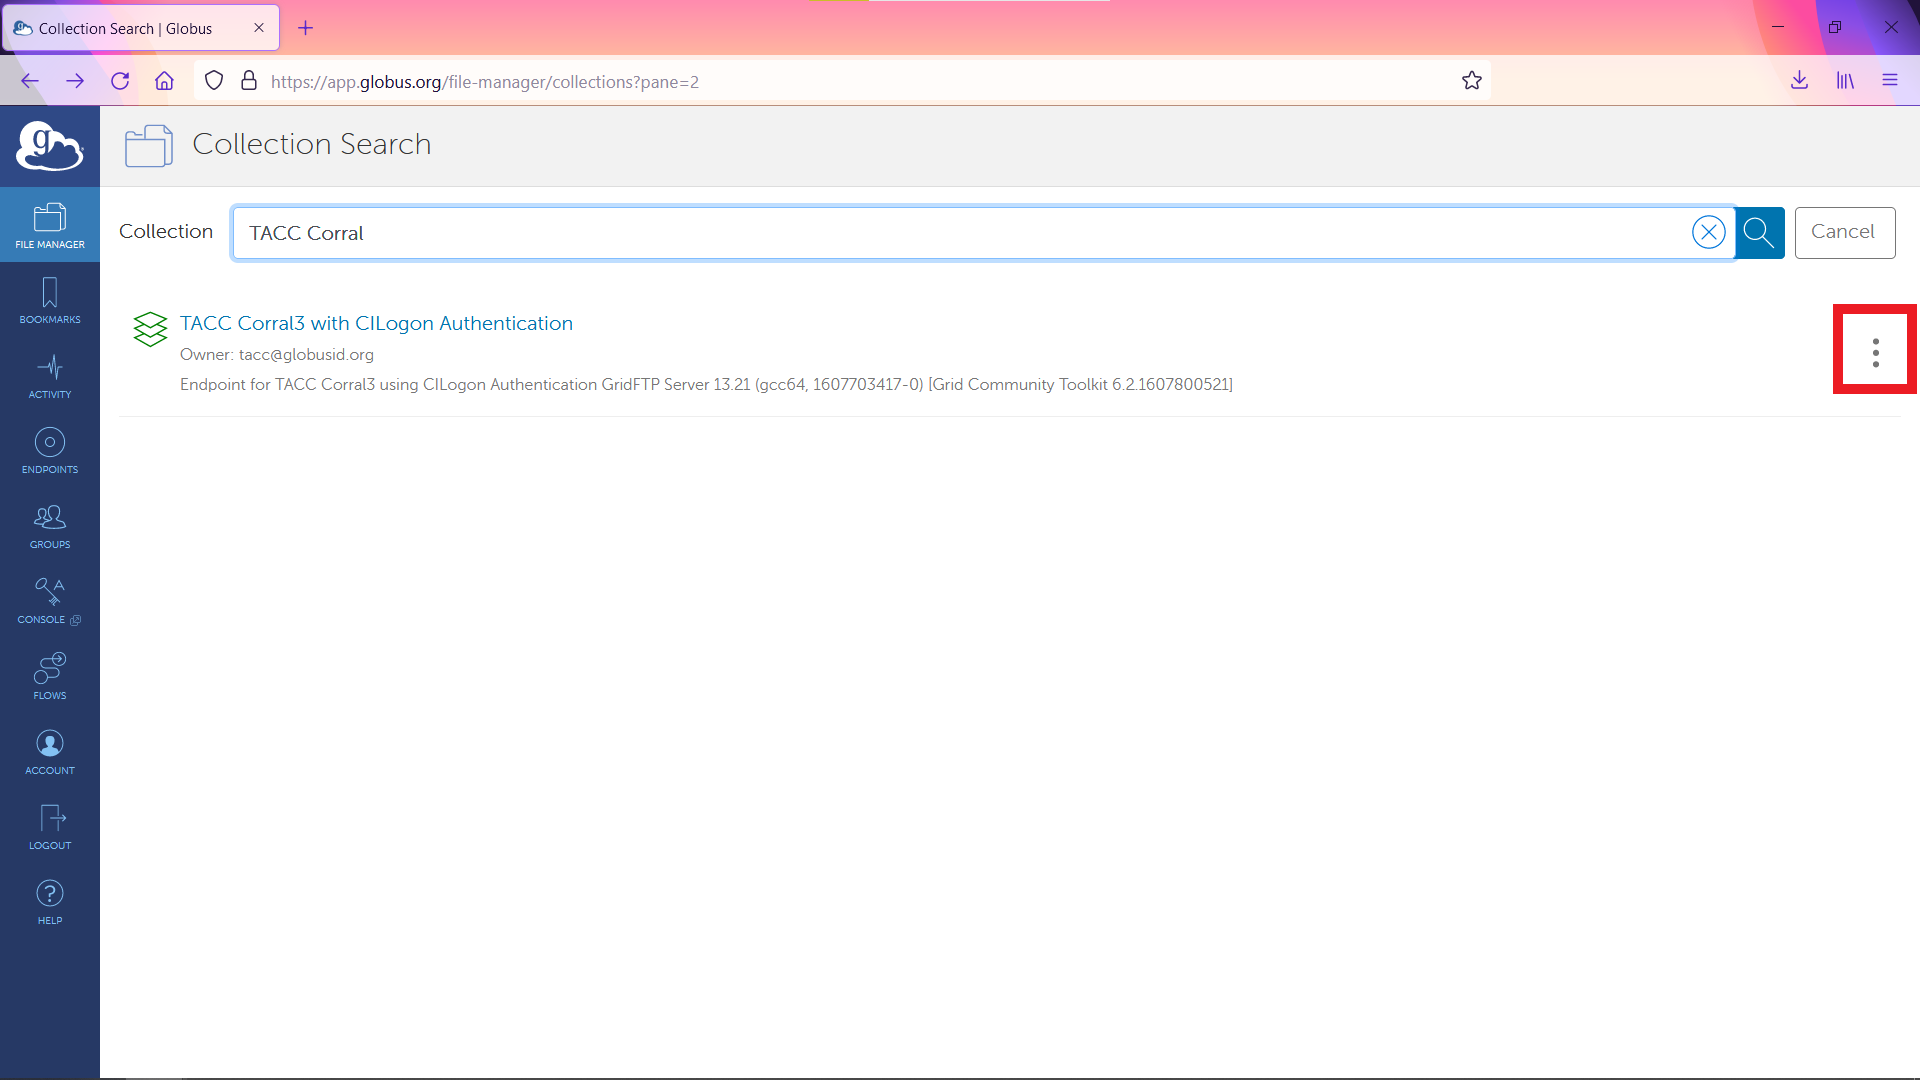 Collection Search | Globus
https://app.globus.org/file-manager/collections?pane=2
g
Collection Search
FILE MANAGER
BOOKMARKS
ACTIVITY
ENDPOINTS
GROUPS
A
CONSOLE
FLOWS
ACCOUNT
LOGOUT
?
HELP
Collection
TACC Corral
Cancel
TACC Corral3 with CILogon Authentication
Owner: tacc@globusid.org
Endpoint for TACC Corral3 using CILogon Authentication GridFTP Server 13.21 (gcc64, 1607703417-0) [Grid Community Toolkit 6.2.1607800521]